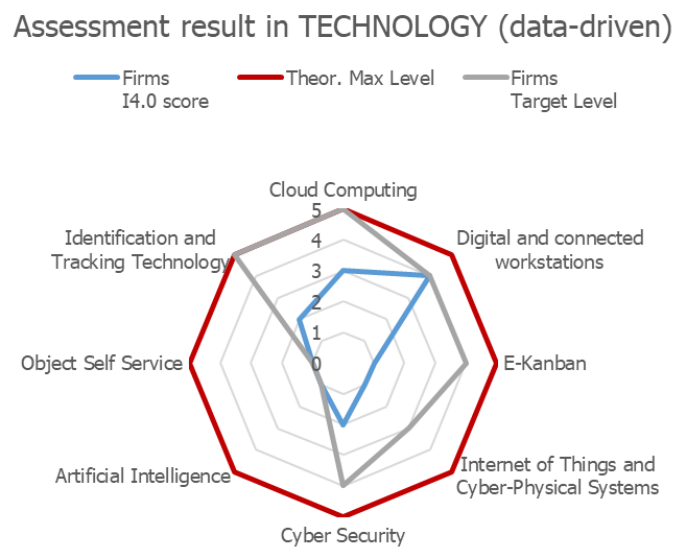 Assessment result in TECHNOLOGY (data-driven)
Firms
I4.0 score
Theor. Max Level
Firms
Target Level
Cloud Computing
Digital and connected
workstations
E-Kanban
Internet of Things and
Cyber-Physical Systems
Cyber Security
Artificial Intelligence
Object Self Service
Identification and
Tracking Technology
5
4
3
2
1
0